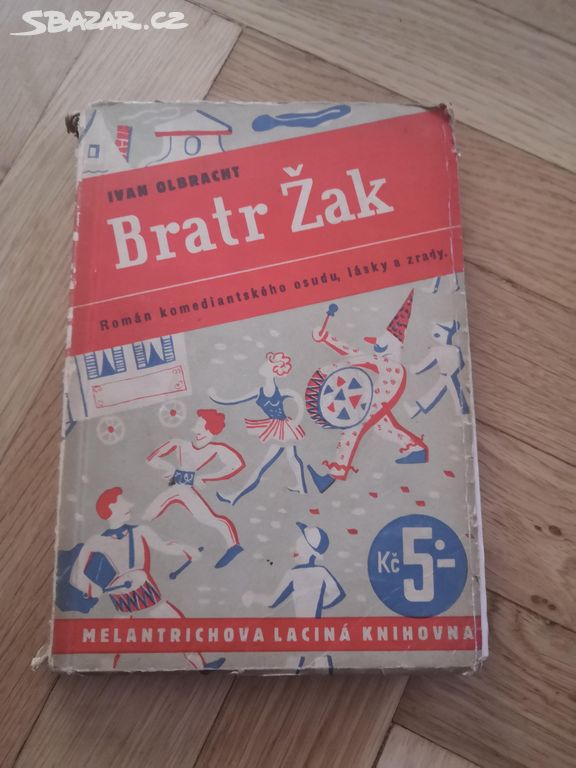 SBAZAR.CZ
IVAN OLBRACHT
Bratr Žak
Román komediantského osudu, lásky a zrady.
Kč 5·-
MELANTRICHOVA LACINÁ KNIHOVNA